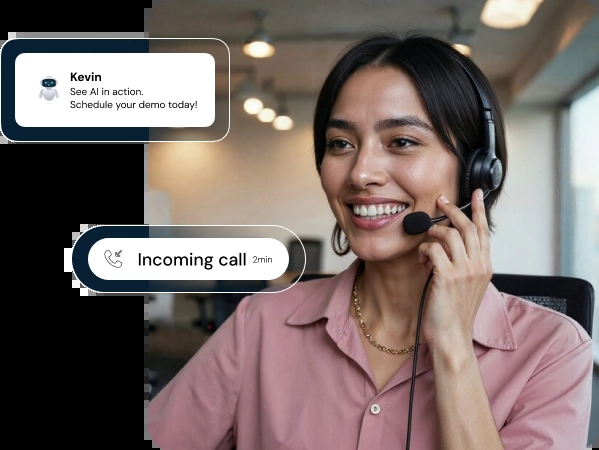 Kevin
See AI in action.
Schedule your demo today!
Incoming call 2min